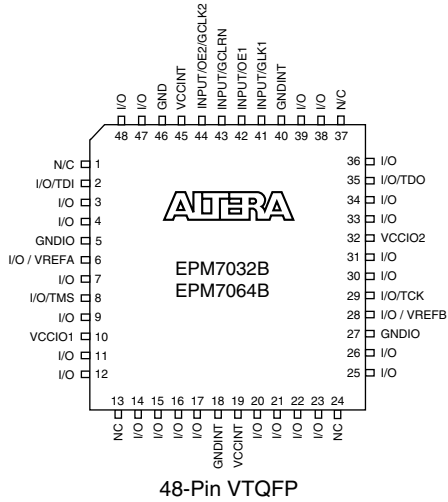 I/O
I/O
GND
VCCINT
INPUT/OE2/GCLK2
INPUT/GCLRN
INPUT/OE1
INPUT/GLK1
GNDINT
I/O
I/O
N/C
48 47 46 45 44 43 42 41 40 39 38 37
N/C 1
I/O/TDI 2
I/O 3
I/O 4
GNDIO 5
I/O / VREFA 6
I/O 7
I/O/TMS 8
I/O 9
VCCIO1 10
I/O 11
I/O 12
ALTERA
EPM7032B
EPM7064B
36 I/O
35 I/O/TDO
34 I/O
33 I/O
32 VCCIO2
31 I/O
30 I/O
29 I/O/TCK
28 I/O / VREFB
27 GNDIO
26 I/O
25 I/O
13 14 15 16 17 18 19 20 21 22 23 24
NC
I/O
I/O
I/O
I/O
GNDINT
VCCINT
I/O
I/O
I/O
I/O
NC
48-Pin VTQFP